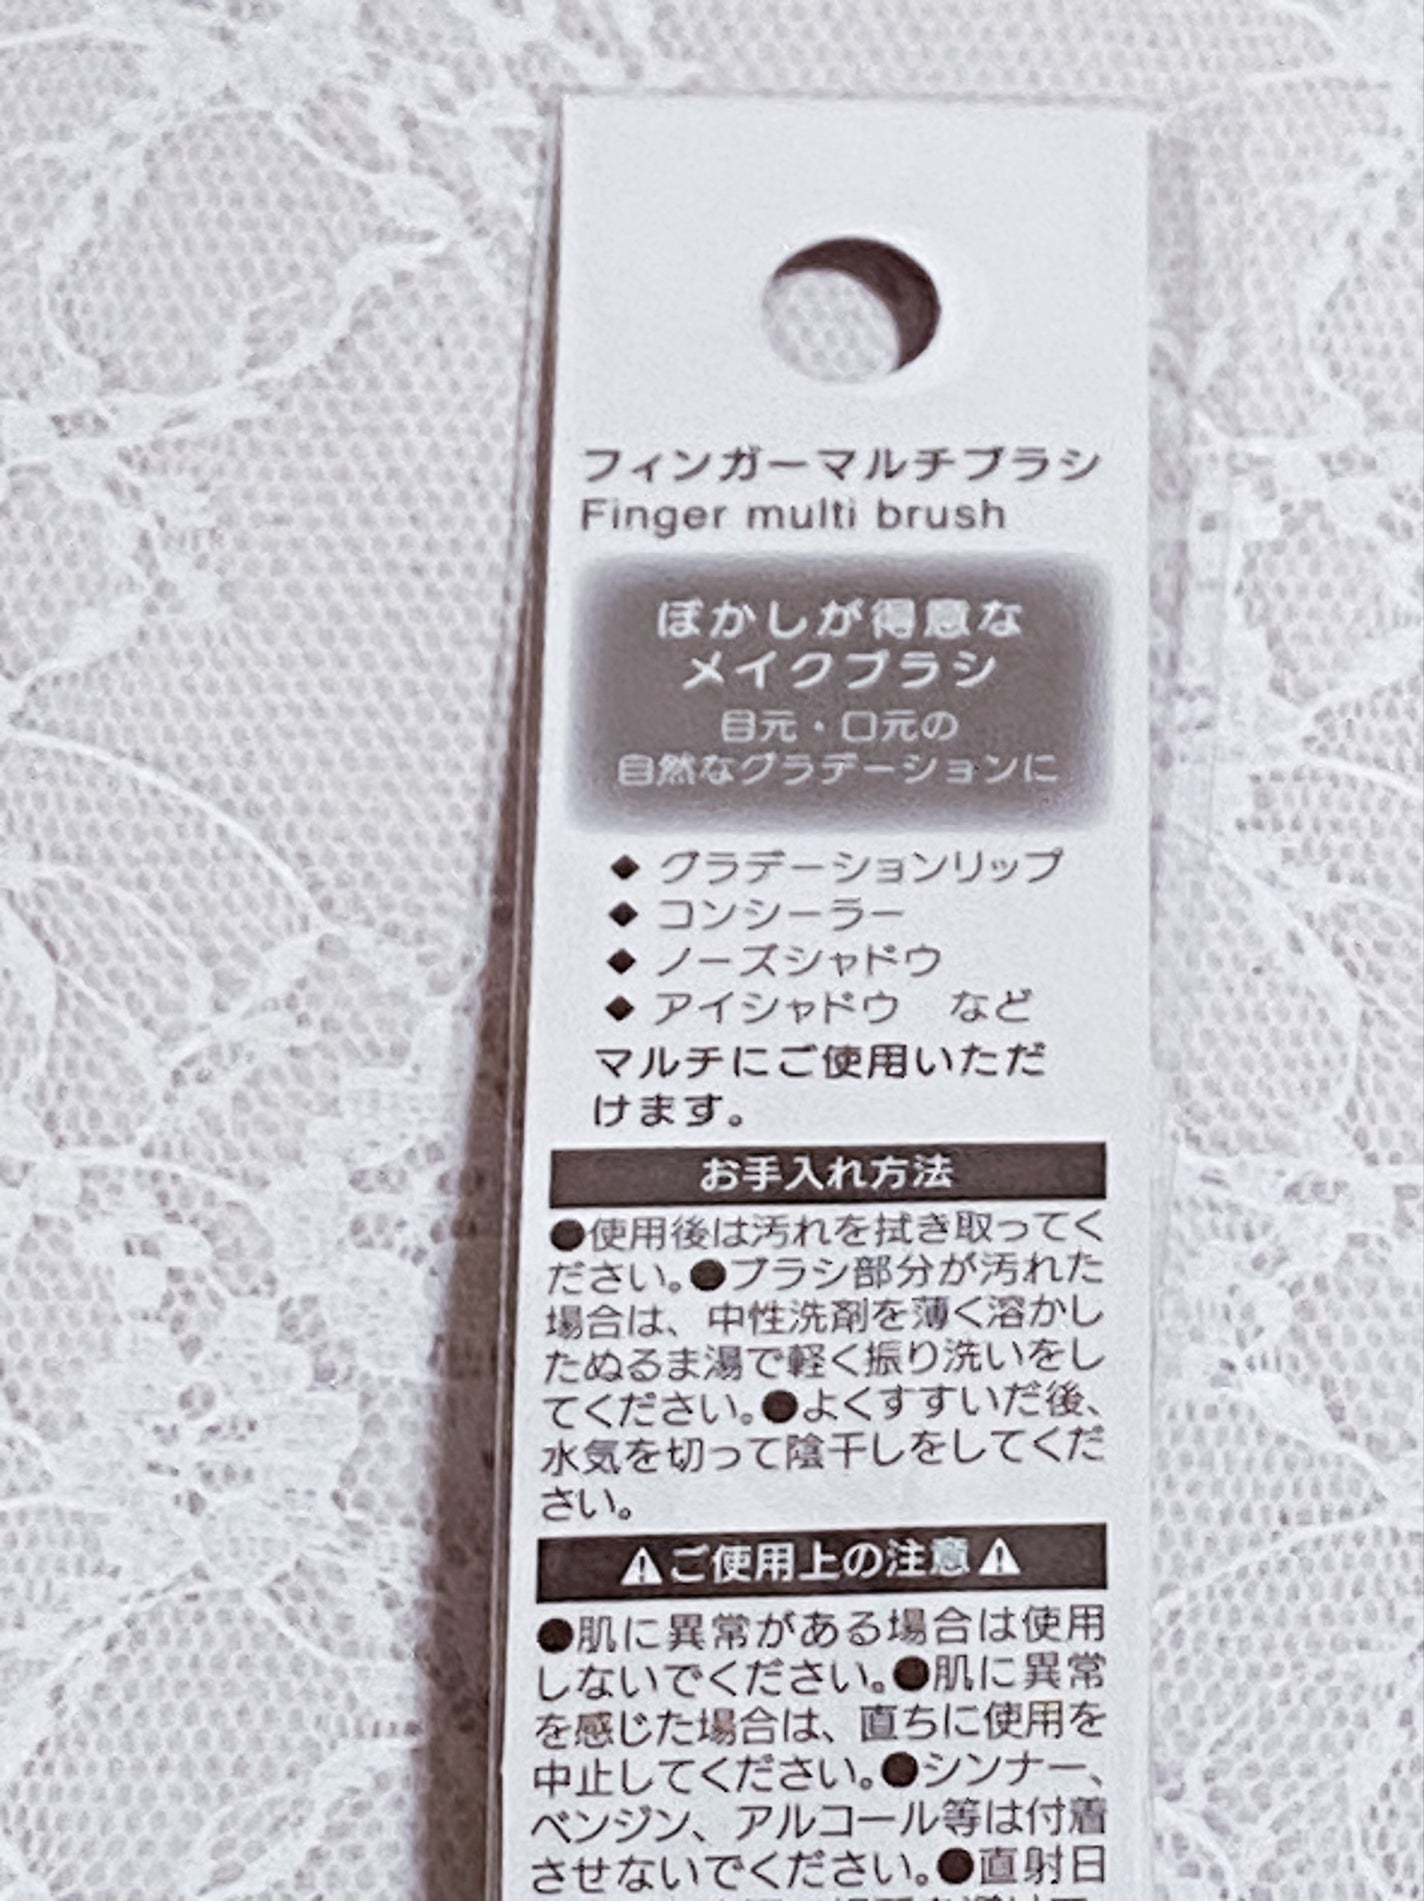 フィンガーマルチブラシ
Finger multi brush
ぼかしが得意な
メイクブラシ
目元・口元の
自然なグラデーションに
◆ グラデーションリップ
◆ コンシーラー
◆ ノーズシャドウ
◆ アイシャドウ　など
マルチにご使用いただ
けます。
お手入れ方法
●使用後は汚れを拭き取ってく
ださい。●ブラシ部分が汚れた
場合は、中性洗剤を薄く溶かし
たぬるま湯で軽く振り洗いをし
てください。●よくすすいだ後、
水気を切って陰干しをしてくだ
さい。
⚠ご使用上の注意⚠
●肌に異常がある場合は使用
しないでください。●肌に異常
を感じた場合は、直ちに使用を
中止してください。●シンナー、
ベンジン、アルコール等は付着
させないでください。●直射日